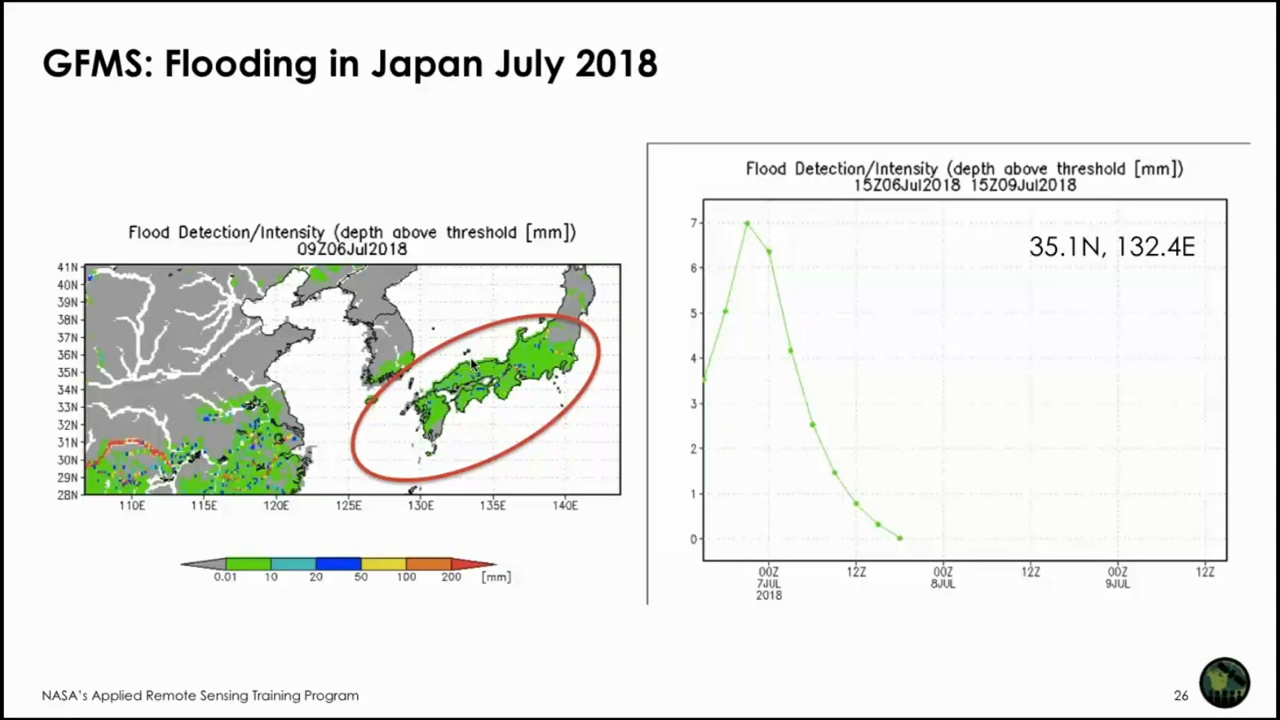 GFMS: Flooding in Japan July 2018
Flood Detection/Intensity (depth above threshold [mm])
09Z06Jul2018
41N
40N
39N
38N
37N
36N
35N
34N
33N
32N
31N
30N
29N
28N
110E 115E 120E 125E 130E 135E 140E
0.01 10 20 50 100 200 [mm]
Flood Detection/Intensity (depth above threshold [mm])
15Z06Jul2018 15Z09Jul2018
35.1N, 132.4E
7
6
5
4
3
2
1
0
00Z 12Z 00Z 12Z 00Z 12Z
7JUL 8JUL 9JUL
2018
NASA's Applied Remote Sensing Training Program
26